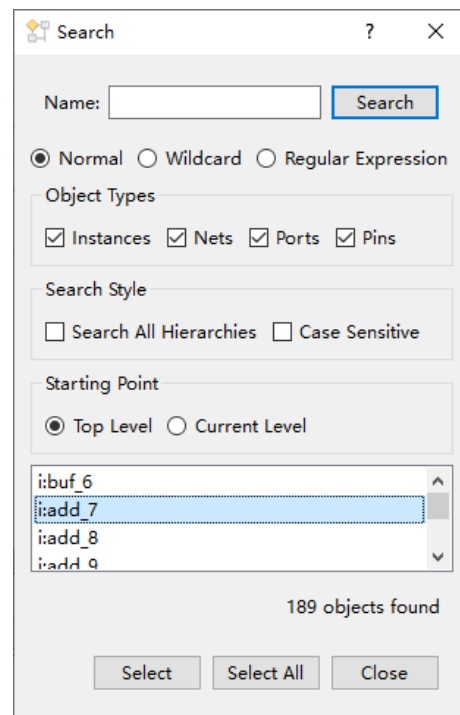 Search ?
Name: Search
Normal Wildcard Regular Expression
Object Types
Instances Nets Ports Pins
Search Style
Search All Hierarchies Case Sensitive
Starting Point
Top Level Current Level
i:buf_6
i:add_7
i:add_8
i:add_9
189 objects found
Select Select All Close